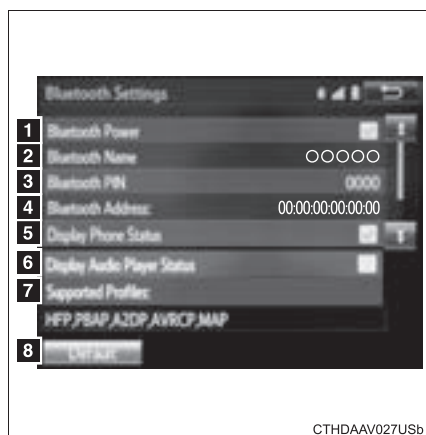 Bluetooth Settings
1 Bluetooth Power
2 Bluetooth Name ○○○○○
3 Bluetooth PIN 0000
4 Bluetooth Address: 00:00:00:00:00:00
5 Display Phone Status
6 Display Audio Player Status
7 Supported Profiles:
HFP,PBAP,A2DP,AVRCP,MAP
8 Default
CTHDAAV027USb